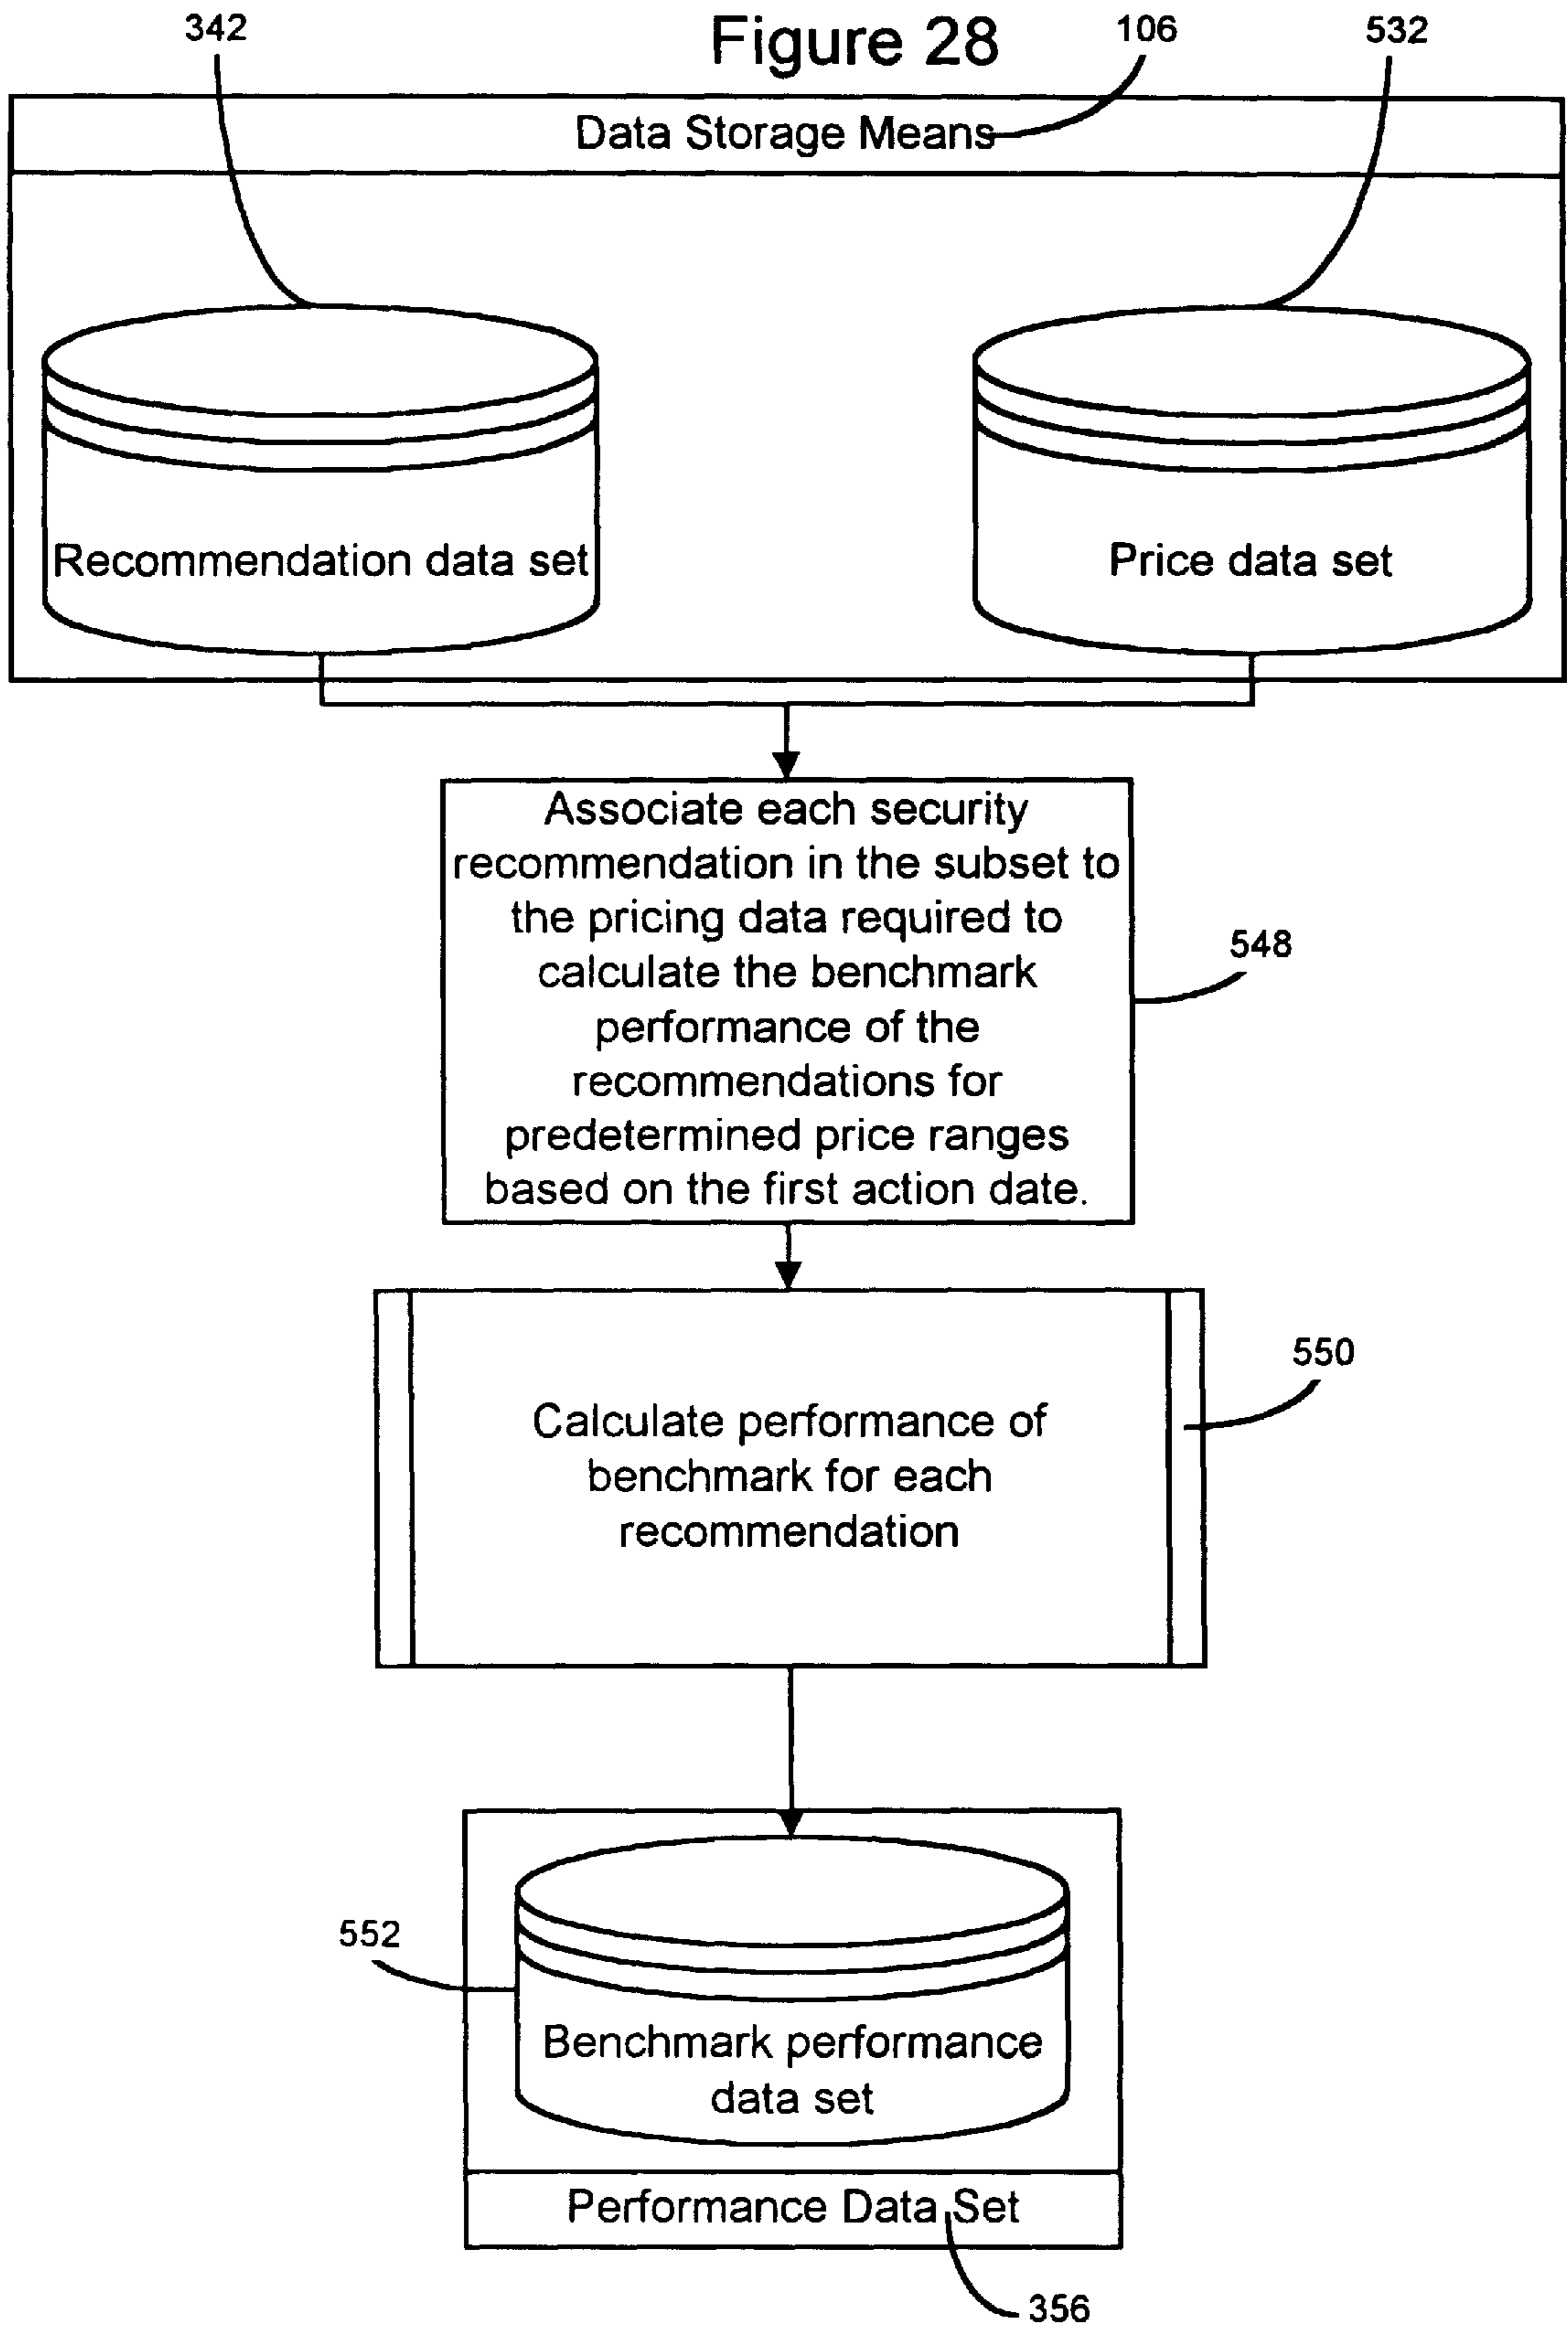 342
Figure 28
106
532
Data Storage Means
Recommendation data set
Price data set
Associate each security
recommendation in the subset to
the pricing data required to
calculate the benchmark
performance of the
recommendations for
predetermined price ranges
based on the first action date.
548
550
Calculate performance of
benchmark for each
recommendation
552
Benchmark performance
data set
Performance Data Set
356